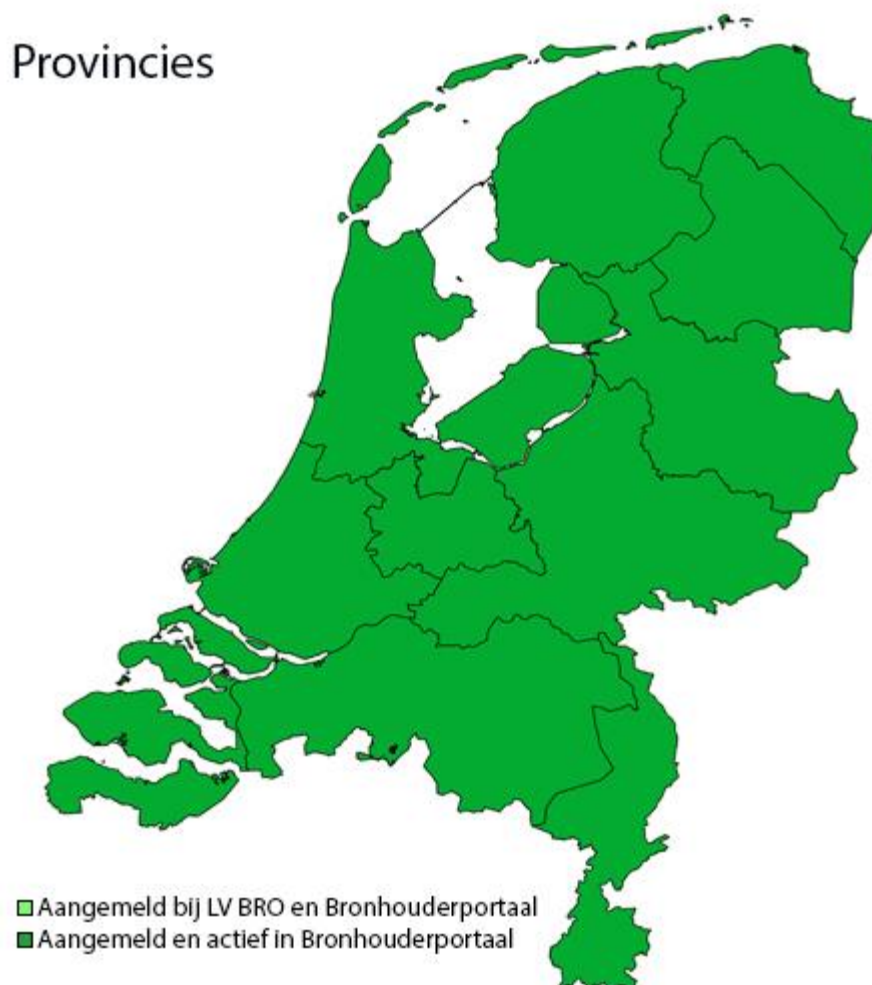 Provincies
Aangemeld bij LV BRO en Bronhouderportaal
Aangemeld en actief in Bronhouderportaal